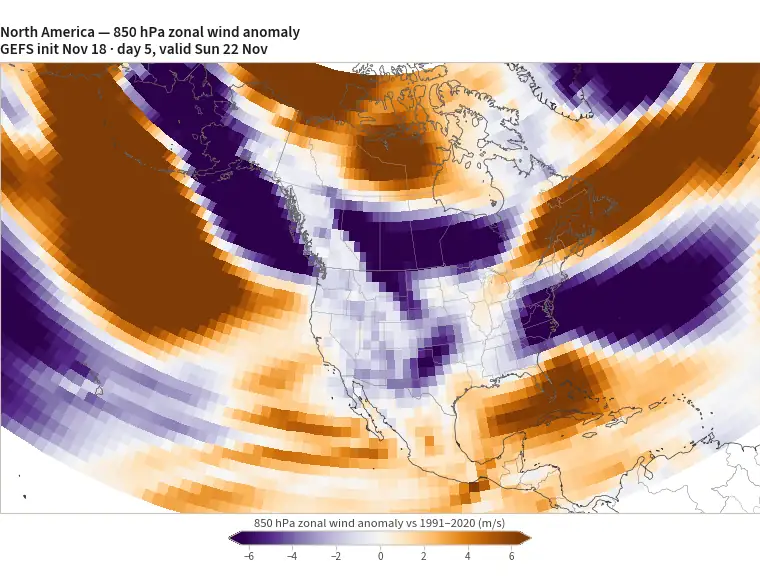 North America — 850 hPa zonal wind anomaly
GEFS init Nov 18 · day 5, valid Sun 22 Nov
850 hPa zonal wind anomaly vs 1991–2020 (m/s)
−6 −4 −2 0 2 4 6